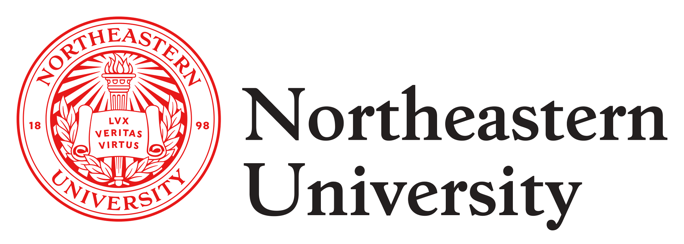 NORTHEASTERN
18 98
LVX
VERITAS
VIRTUS
UNIVERSITY
Northeastern
University